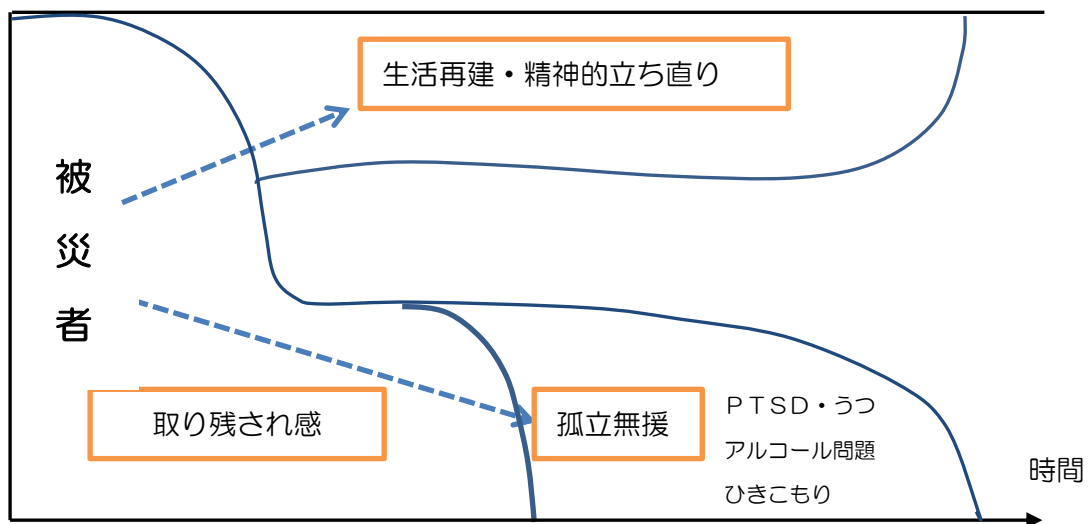 生活再建・精神的立ち直り
被災者
取り残され感
孤立無援
ＰＴＳＤ・うつ
アルコール問題
ひきこもり
時間